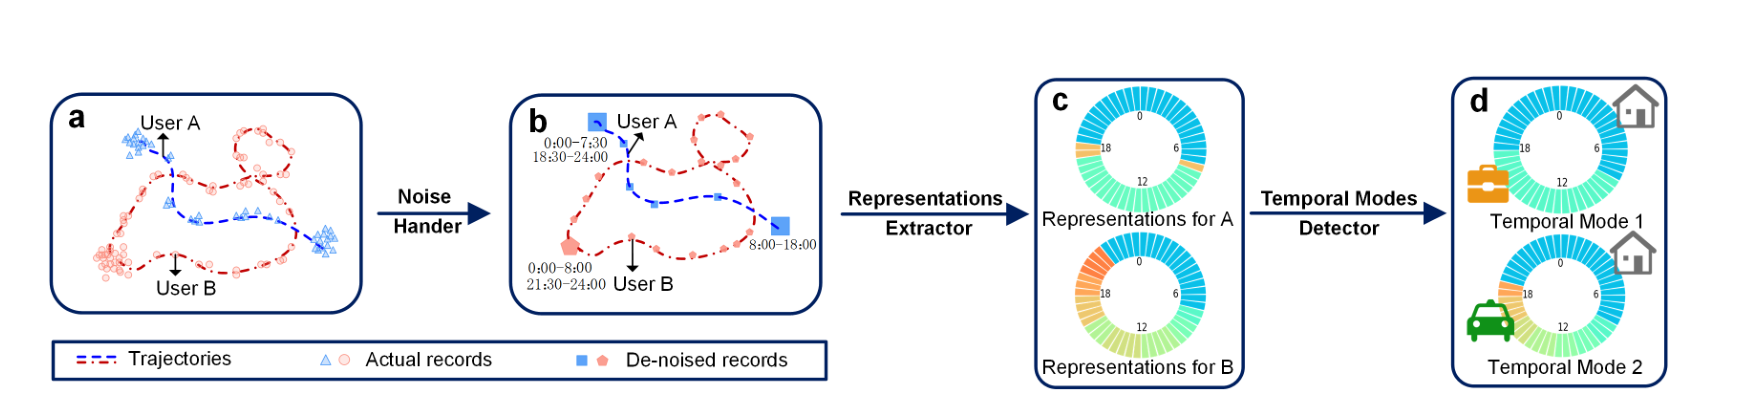 a
User A
User B
Noise
Hander
b
User A
0:00-7:30
18:30-24:00
8:00-18:00
0:00-8:00
21:30-24:00
User B
Trajectories
Actual records
De-noised records
Representations
Extractor
c
0
18
6
12
Representations for A
0
18
6
12
Representations for B
Temporal Modes
Detector
d
0
18
6
12
Temporal Mode 1
0
18
6
12
Temporal Mode 2